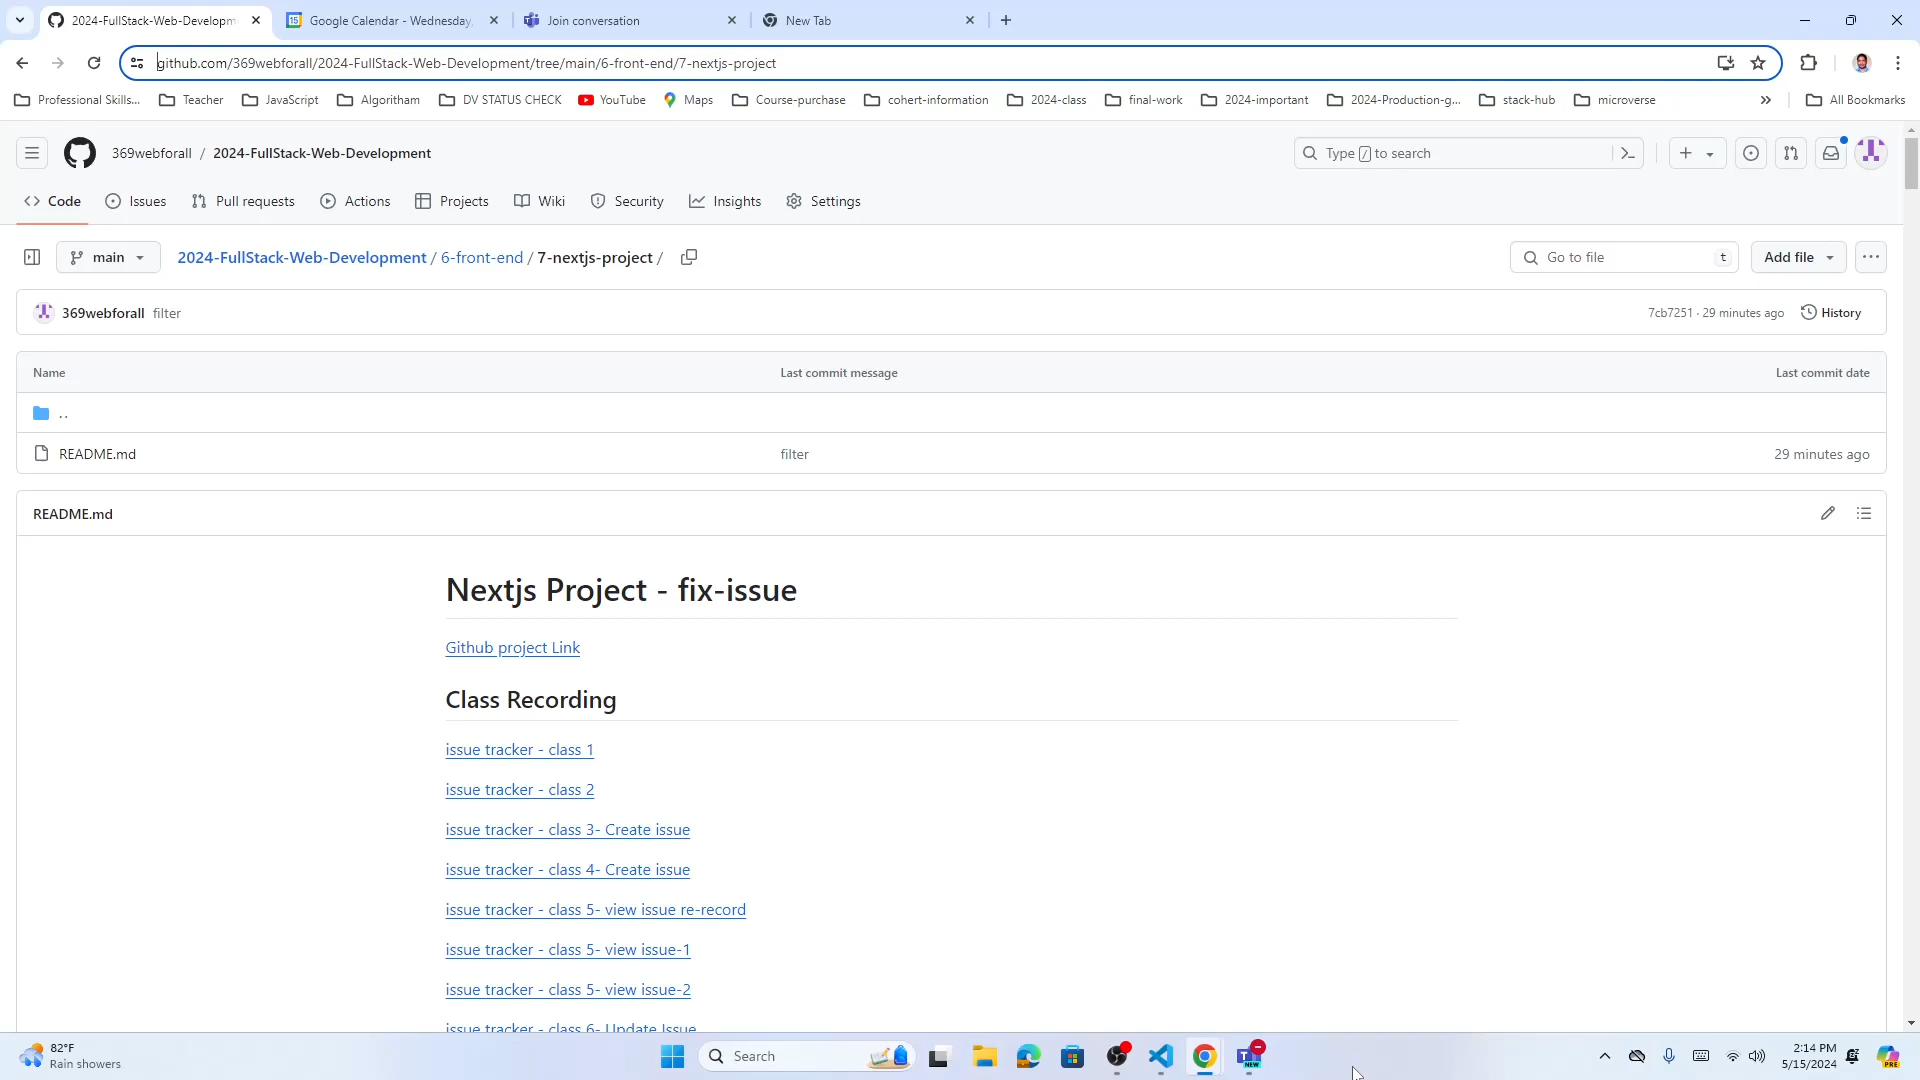 2024-FullStack-Web-Developm
Google Calendar - Wednesday,
Join conversation
New Tab
github.com/369webforall/2024-FullStack-Web-Development/tree/main/6-front-end/7-nextjs-project
Professional Skills...
Teacher
JavaScript
Algoritham
DV STATUS CHECK
YouTube
Maps
Course-purchase
cohert-information
2024-class
final-work
2024-important
2024-Production-g...
stack-hub
microverse
»
All Bookmarks
369webforall / 2024-FullStack-Web-Development
Type / to search
Code
Issues
Pull requests
Actions
Projects
Wiki
Security
Insights
Settings
main
2024-FullStack-Web-Development / 6-front-end / 7-nextjs-project /
Go to file
t
Add file
369webforall filter
7cb7251 · 29 minutes ago
History
Name
Last commit message
Last commit date
..
README.md
filter
29 minutes ago
README.md
Nextjs Project - fix-issue
Github project Link
Class Recording
issue tracker - class 1
issue tracker - class 2
issue tracker - class 3- Create issue
issue tracker - class 4- Create issue
issue tracker - class 5- view issue re-record
issue tracker - class 5- view issue-1
issue tracker - class 5- view issue-2
issue tracker - class 6- Update Issue
82°F
Rain showers
Search
NEW
2:14 PM
5/15/2024
PRE